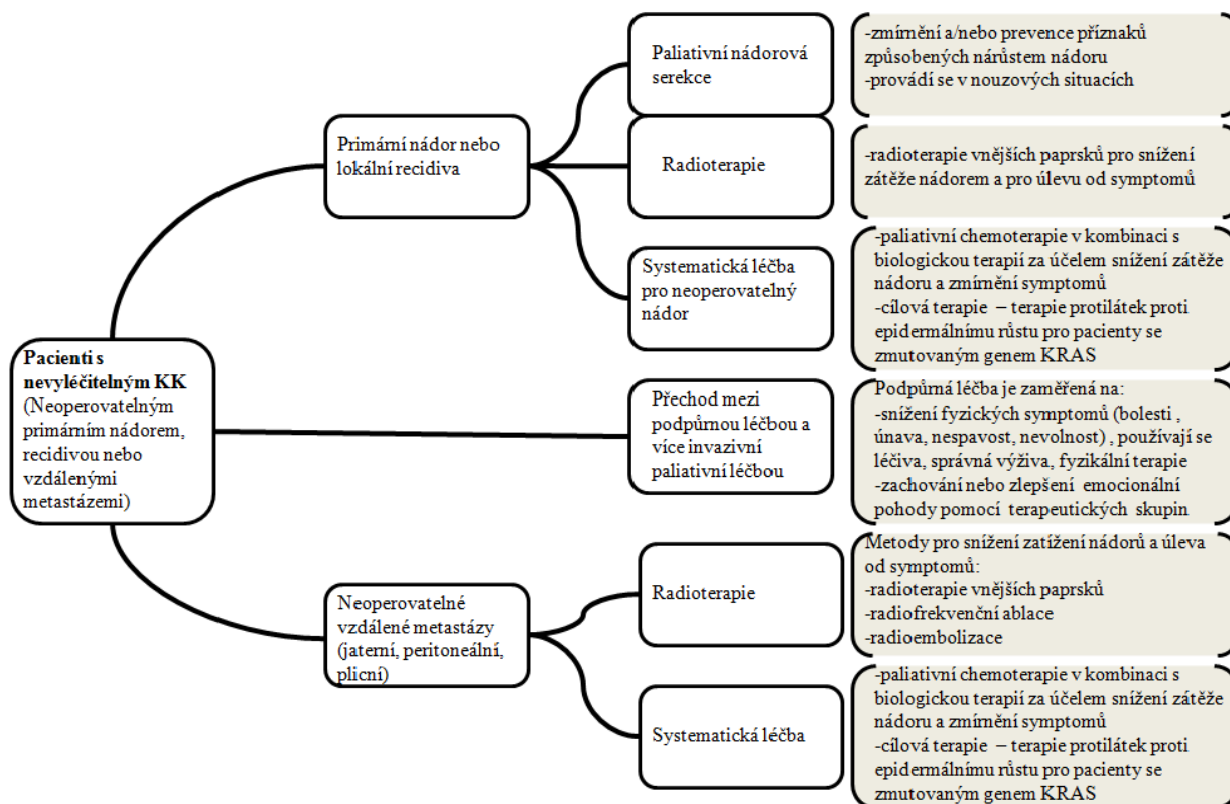 Paliativní nádorová
serekce
-zmírnění a/nebo prevence příznaků
způsobených nárůstem nádoru
-provádí se v nouzových situacích
Primární nádor nebo
lokální recidiva
Radioterapie
-radioterapie vnějších paprsků pro snížení
zátěže nádorem a pro úlevu od symptomů
Systematická léčba
pro neoperovatelný
nádor
-paliativní chemoterapie v kombinaci s
biologickou terapií za účelem snížení zátěže
nádoru a zmírnění symptomů
-cílová terapie – terapie protilátek proti
epidermálnímu růstu pro pacienty se
zmutovaným genem KRAS
Pacienti s
nevyléčitelným KK
(Neoperovatelným
primárním nádorem,
recidivou nebo
vzdálenými
metastázemi)
Přechod mezi
podpůrnou léčbou a
více invazivní
paliativní léčbou
Podpůrná léčba je zaměřená na:
-snížení fyzických symptomů (bolesti ,
únava, nespavost, nevolnost) , používají se
léčiva, správná výživa, fyzikální terapie
-zachování nebo zlepšení emocionální
pohody pomocí terapeutických skupin
Neoperovatelné
vzdálené metastázy
(jaterní, peritoneální,
plicní)
Radioterapie
Metody pro snížení zatížení nádorů a úleva
od symptomů:
-radioterapie vnějších paprsků
-radiofrekvenční ablace
-radioembolizace
Systematická léčba
-paliativní chemoterapie v kombinaci s
biologickou terapií za účelem snížení zátěže
nádoru a zmírnění symptomů
-cílová terapie – terapie protilátek proti
epidermálnímu růstu pro pacienty se
zmutovaným genem KRAS